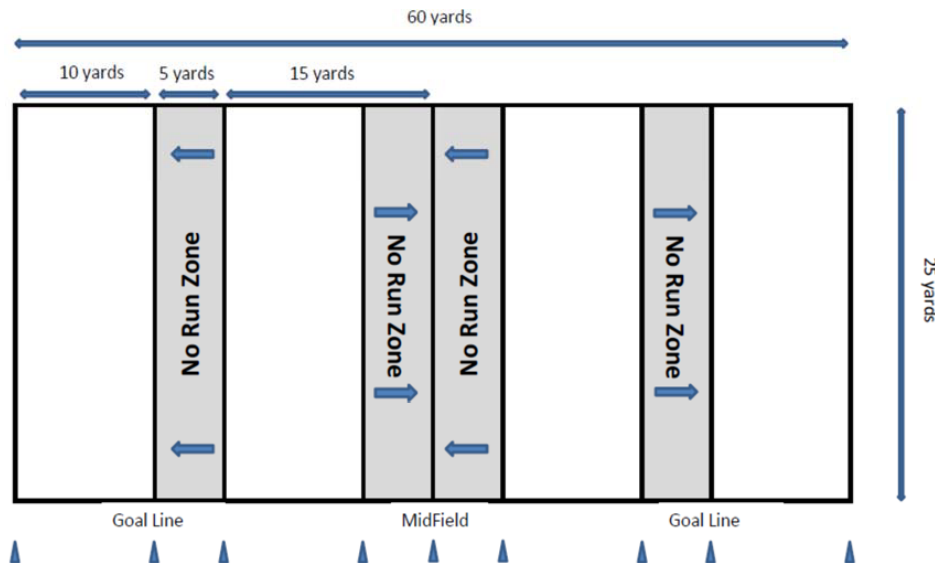 60 yards
10 yards
5 yards
15 yards
No Run Zone
No Run Zone
No Run Zone
No Run Zone
25 yards
Goal Line
MidField
Goal Line